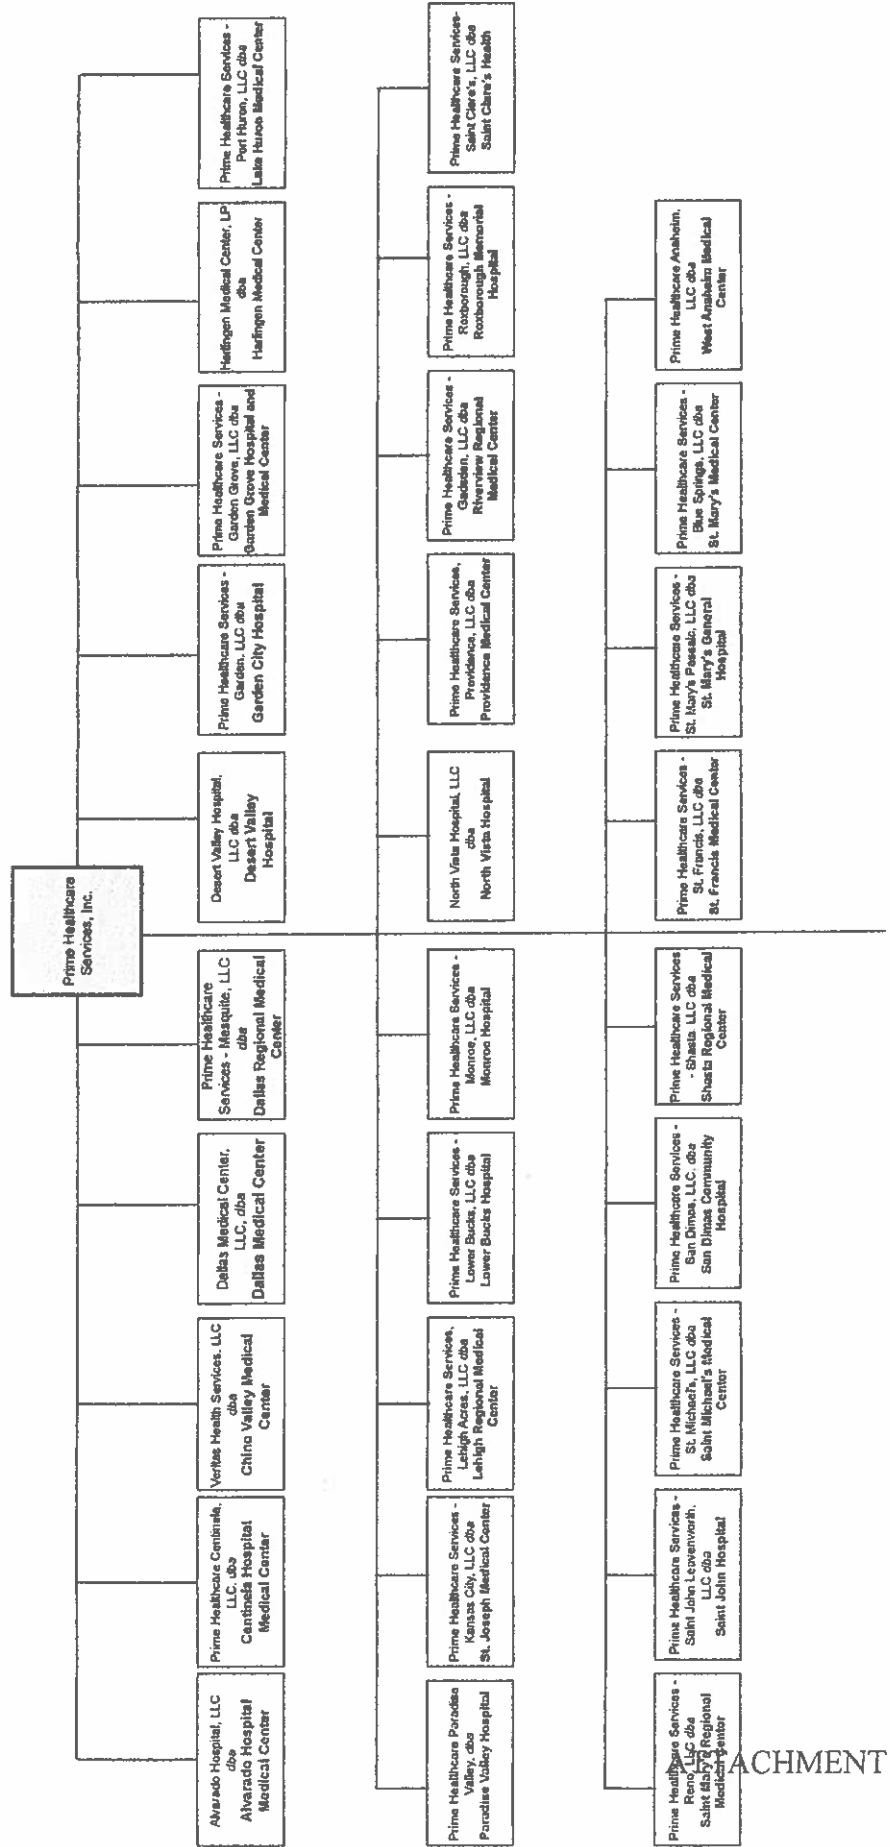 Prime Healthcare
Services, Inc.
Alvarado Hospital, LLC
dba
Alvarado Hospital
Medical Center
Prime Healthcare Centinela,
LLC. dba
Centinela Hospital
Medical Center
Veritas Health Services, LLC
dba
Chino Valley Medical
Center
Dallas Medical Center,
LLC, dba
Dallas Medical Center
Prime Healthcare
Services - Mesquite, LLC
dba
Dallas Regional Medical
Center
Desert Valley Hospital,
LLC dba
Desert Valley
Hospital
Prime Healthcare Services -
Garden, LLC dba
Garden City Hospital
Prime Healthcare Services -
Garden Grove, LLC dba
Garden Grove Hospital and
Medical Center
Harlingen Medical Center, LP
dba
Harlingen Medical Center
Prime Healthcare Services -
Port Huron, LLC dba
Lake Huron Medical Center
Prime Healthcare Paradise
Valley, dba
Paradise Valley Hospital
Prime Healthcare Services -
Kansas City, LLC dba
St. Joseph Medical Center
Prime Healthcare Services,
Lehigh Acres, LLC dba
Lehigh Regional Medical
Center
Prime Healthcare Services -
Lower Bucks, LLC dba
Lower Bucks Hospital
Prime Healthcare Services -
Monroe, LLC dba
Monroe Hospital
North Vista Hospital, LLC
dba
North Vista Hospital
Prime Healthcare Services,
Providence, LLC dba
Providence Medical Center
Prime Healthcare Services -
Gadsden, LLC dba
Riverview Regional
Medical Center
Prime Healthcare Services -
Roxborough, LLC dba
Roxborough Memorial
Hospital
Prime Healthcare Services-
Saint Clare's, LLC dba
Saint Clare's Health
Prime Healthcare Services -
Reno, LLC dba
Saint Mary's Regional
Medical Center
Prime Healthcare Services -
Saint John Leavenworth,
LLC dba
Saint John Hospital
Prime Healthcare Services -
St. Michael's, LLC dba
Saint Michael's Medical
Center
Prime Healthcare Services -
San Dimas, LLC, dba
San Dimas Community
Hospital
Prime Healthcare Services
- Shasta, LLC dba
Shasta Regional Medical
Center
Prime Healthcare Services -
St. Francis, LLC dba
St. Francis Medical Center
Prime Healthcare Services -
St. Mary's Passaic, LLC dba
St. Mary's General
Hospital
Prime Healthcare Services -
Blue Springs, LLC dba
St. Mary's Medical Center
Prime Healthcare Anaheim,
LLC dba
West Anaheim Medical
Center
ATTACHMENT